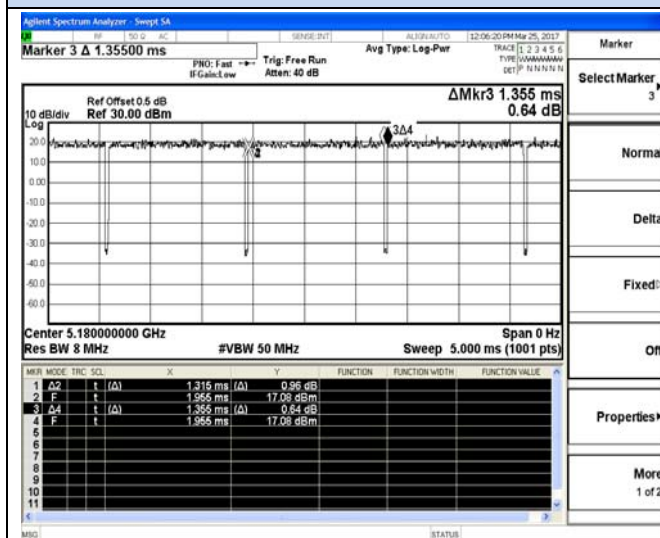 Agilent Spectrum Analyzer - Swept SA
RF 50 Ω AC SENSE:INT ALIGN AUTO 12:06:20 PM Mar 25, 2017
Marker 3 Δ 1.35500 ms
PNO: Fast
IFGain:Low
Trig: Free Run
Atten: 40 dB
Avg Type: Log-Pwr
TRACE 1 2 3 4 5 6
TYPE
DET P N N N N N
Ref Offset 0.5 dB
10 dB/div Ref 30.00 dBm
Log
ΔMkr3 1.355 ms
0.64 dB
3Δ4
20.0
10.0
0.00
-10.0
-20.0
-30.0
-40.0
-50.0
-60.0
Center 5.180000000 GHz Span 0 Hz
Res BW 8 MHz #VBW 50 MHz Sweep 5.000 ms (1001 pts)
MKR MODE TRC SCL X Y FUNCTION FUNCTION WIDTH FUNCTION VALUE
1 Δ2 t (Δ) 1.315 ms (Δ) 0.96 dB
2 F t 1.955 ms 17.08 dBm
3 Δ4 t (Δ) 1.355 ms (Δ) 0.64 dB
4 F t 1.955 ms 17.08 dBm
5
6
7
8
9
10
11
MSG STATUS
Marker
Select Marker
3
Norma
Delta
Fixed
Off
Properties
More
1 of 2